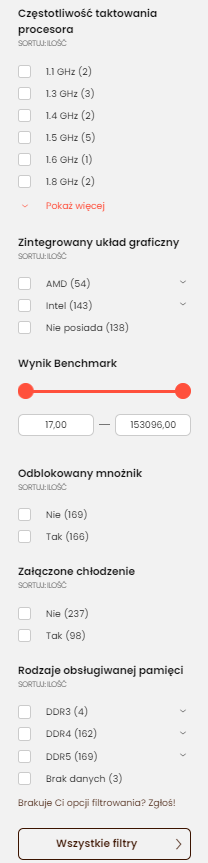 Częstotliwość taktowania
procesora
SORTUJ: ILOŚĆ
1.1 GHz (2)
1.3 GHz (3)
1.4 GHz (2)
1.5 GHz (5)
1.6 GHz (1)
1.8 GHz (2)
Pokaż więcej
Zintegrowany układ graficzny
SORTUJ: ILOŚĆ
AMD (54)
Intel (143)
Nie posiada (138)
Wynik Benchmark
17,00 — 153096,00
Odblokowany mnożnik
SORTUJ: ILOŚĆ
Nie (169)
Tak (166)
Załączone chłodzenie
SORTUJ: ILOŚĆ
Nie (237)
Tak (98)
Rodzaje obsługiwanej pamięci
SORTUJ: ILOŚĆ
DDR3 (4)
DDR4 (162)
DDR5 (169)
Brak danych (3)
Brakuje Ci opcji filtrowania? Zgłoś!
Wszystkie filtry